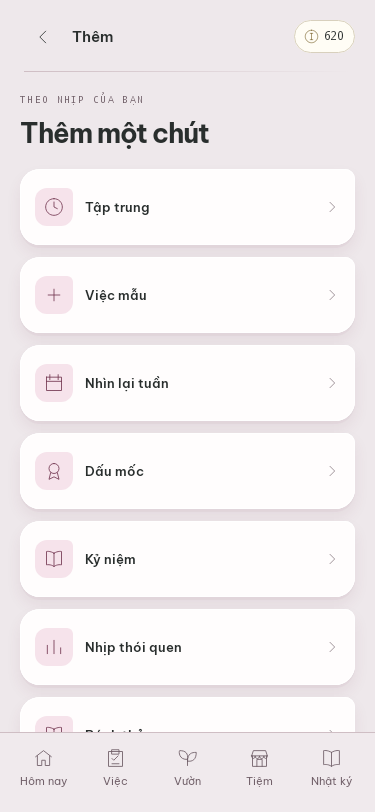 Thêm
620
THEO NHỊP CỦA BẠN
Thêm một chút
Tập trung
Việc mẫu
Nhìn lại tuần
Dấu mốc
Kỷ niệm
Nhịp thói quen
Hôm nay
Việc
Vườn
Tiệm
Nhật ký